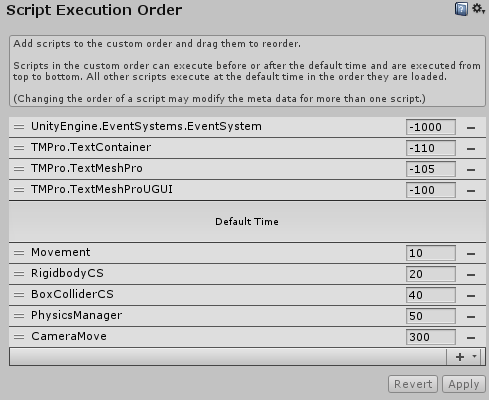 Script Execution Order
Add scripts to the custom order and drag them to reorder.
Scripts in the custom order can execute before or after the default time and are executed from
top to bottom. All other scripts execute at the default time in the order they are loaded.
(Changing the order of a script may modify the meta data for more than one script.)
UnityEngine.EventSystems.EventSystem -1000
TMPro.TextContainer -110
TMPro.TextMeshPro -105
TMPro.TextMeshProUGUI -100
Default Time
Movement 10
RigidbodyCS 20
BoxColliderCS 40
PhysicsManager 50
CameraMove 300
Revert Apply